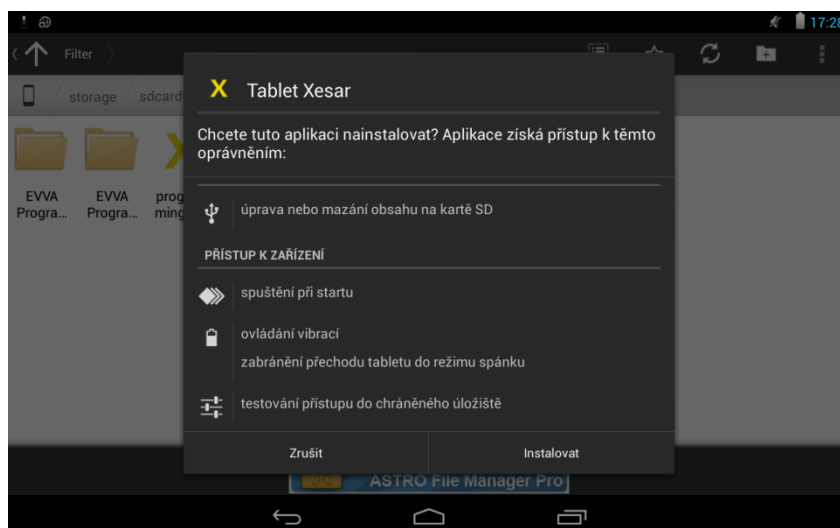 17:28
Filter
storage
sdcard
X Tablet Xesar
Chcete tuto aplikaci nainstalovat? Aplikace získá přístup k těmto
oprávněním:
úprava nebo mazání obsahu na kartě SD
PŘÍSTUP K ZAŘÍZENÍ
spuštění při startu
ovládání vibrací
zabránění přechodu tabletu do režimu spánku
testování přístupu do chráněného úložiště
Zrušit
Instalovat
EVVA
Progra...
EVVA
Progra...
prog
ming
ASTRO File Manager Pro